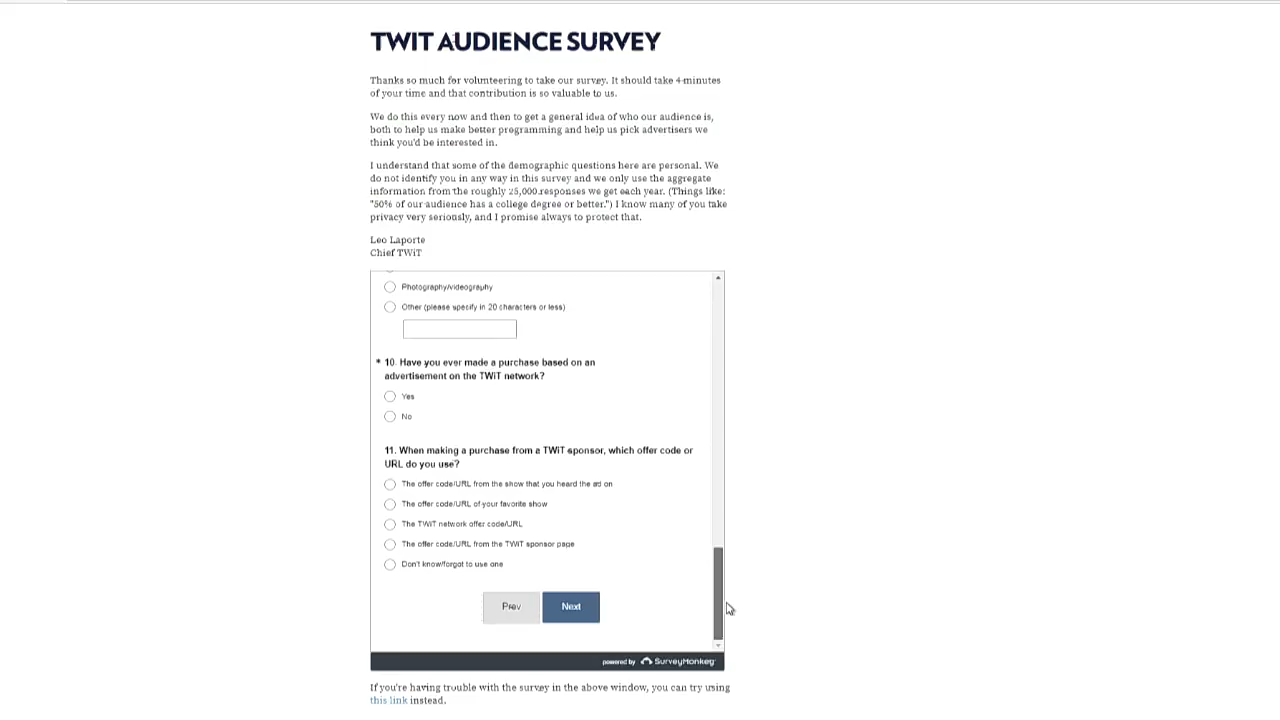 TWIT AUDIENCE SURVEY
Thanks so much for volunteering to take our survey. It should take 4 minutes
of your time and that contribution is so valuable to us.
We do this every now and then to get a general idea of who our audience is,
both to help us make better programming and help us pick advertisers we
think you'd be interested in.
I understand that some of the demographic questions here are personal. We
do not identify you in any way in this survey and we only use the aggregate
information from the roughly 25,000 responses we get each year. (Things like:
"50% of our audience has a college degree or better.") I know many of you take
privacy very seriously, and I promise always to protect that.
Leo Laporte
Chief TWiT
Photography/videography
Other (please specify in 20 characters or less)
* 10. Have you ever made a purchase based on an
advertisement on the TWiT network?
Yes
No
11. When making a purchase from a TWiT sponsor, which offer code or
URL do you use?
The offer code/URL from the show that you heard the ad on
The offer code/URL of your favorite show
The TWiT network offer code/URL
The offer code/URL from the TWiT sponsor page
Don't know/forgot to use one
Prev Next
powered by SurveyMonkey
If you're having trouble with the survey in the above window, you can try using
this link instead.